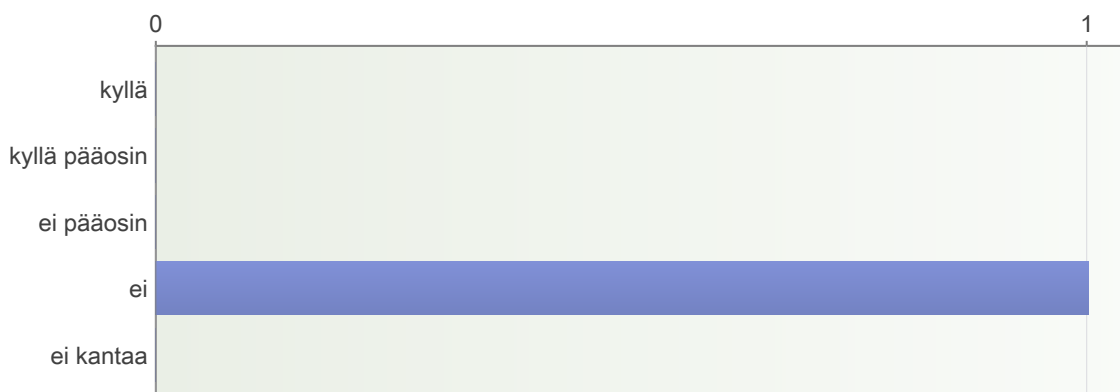 0 1
kyllä
kyllä pääosin
ei pääosin
ei
ei kantaa